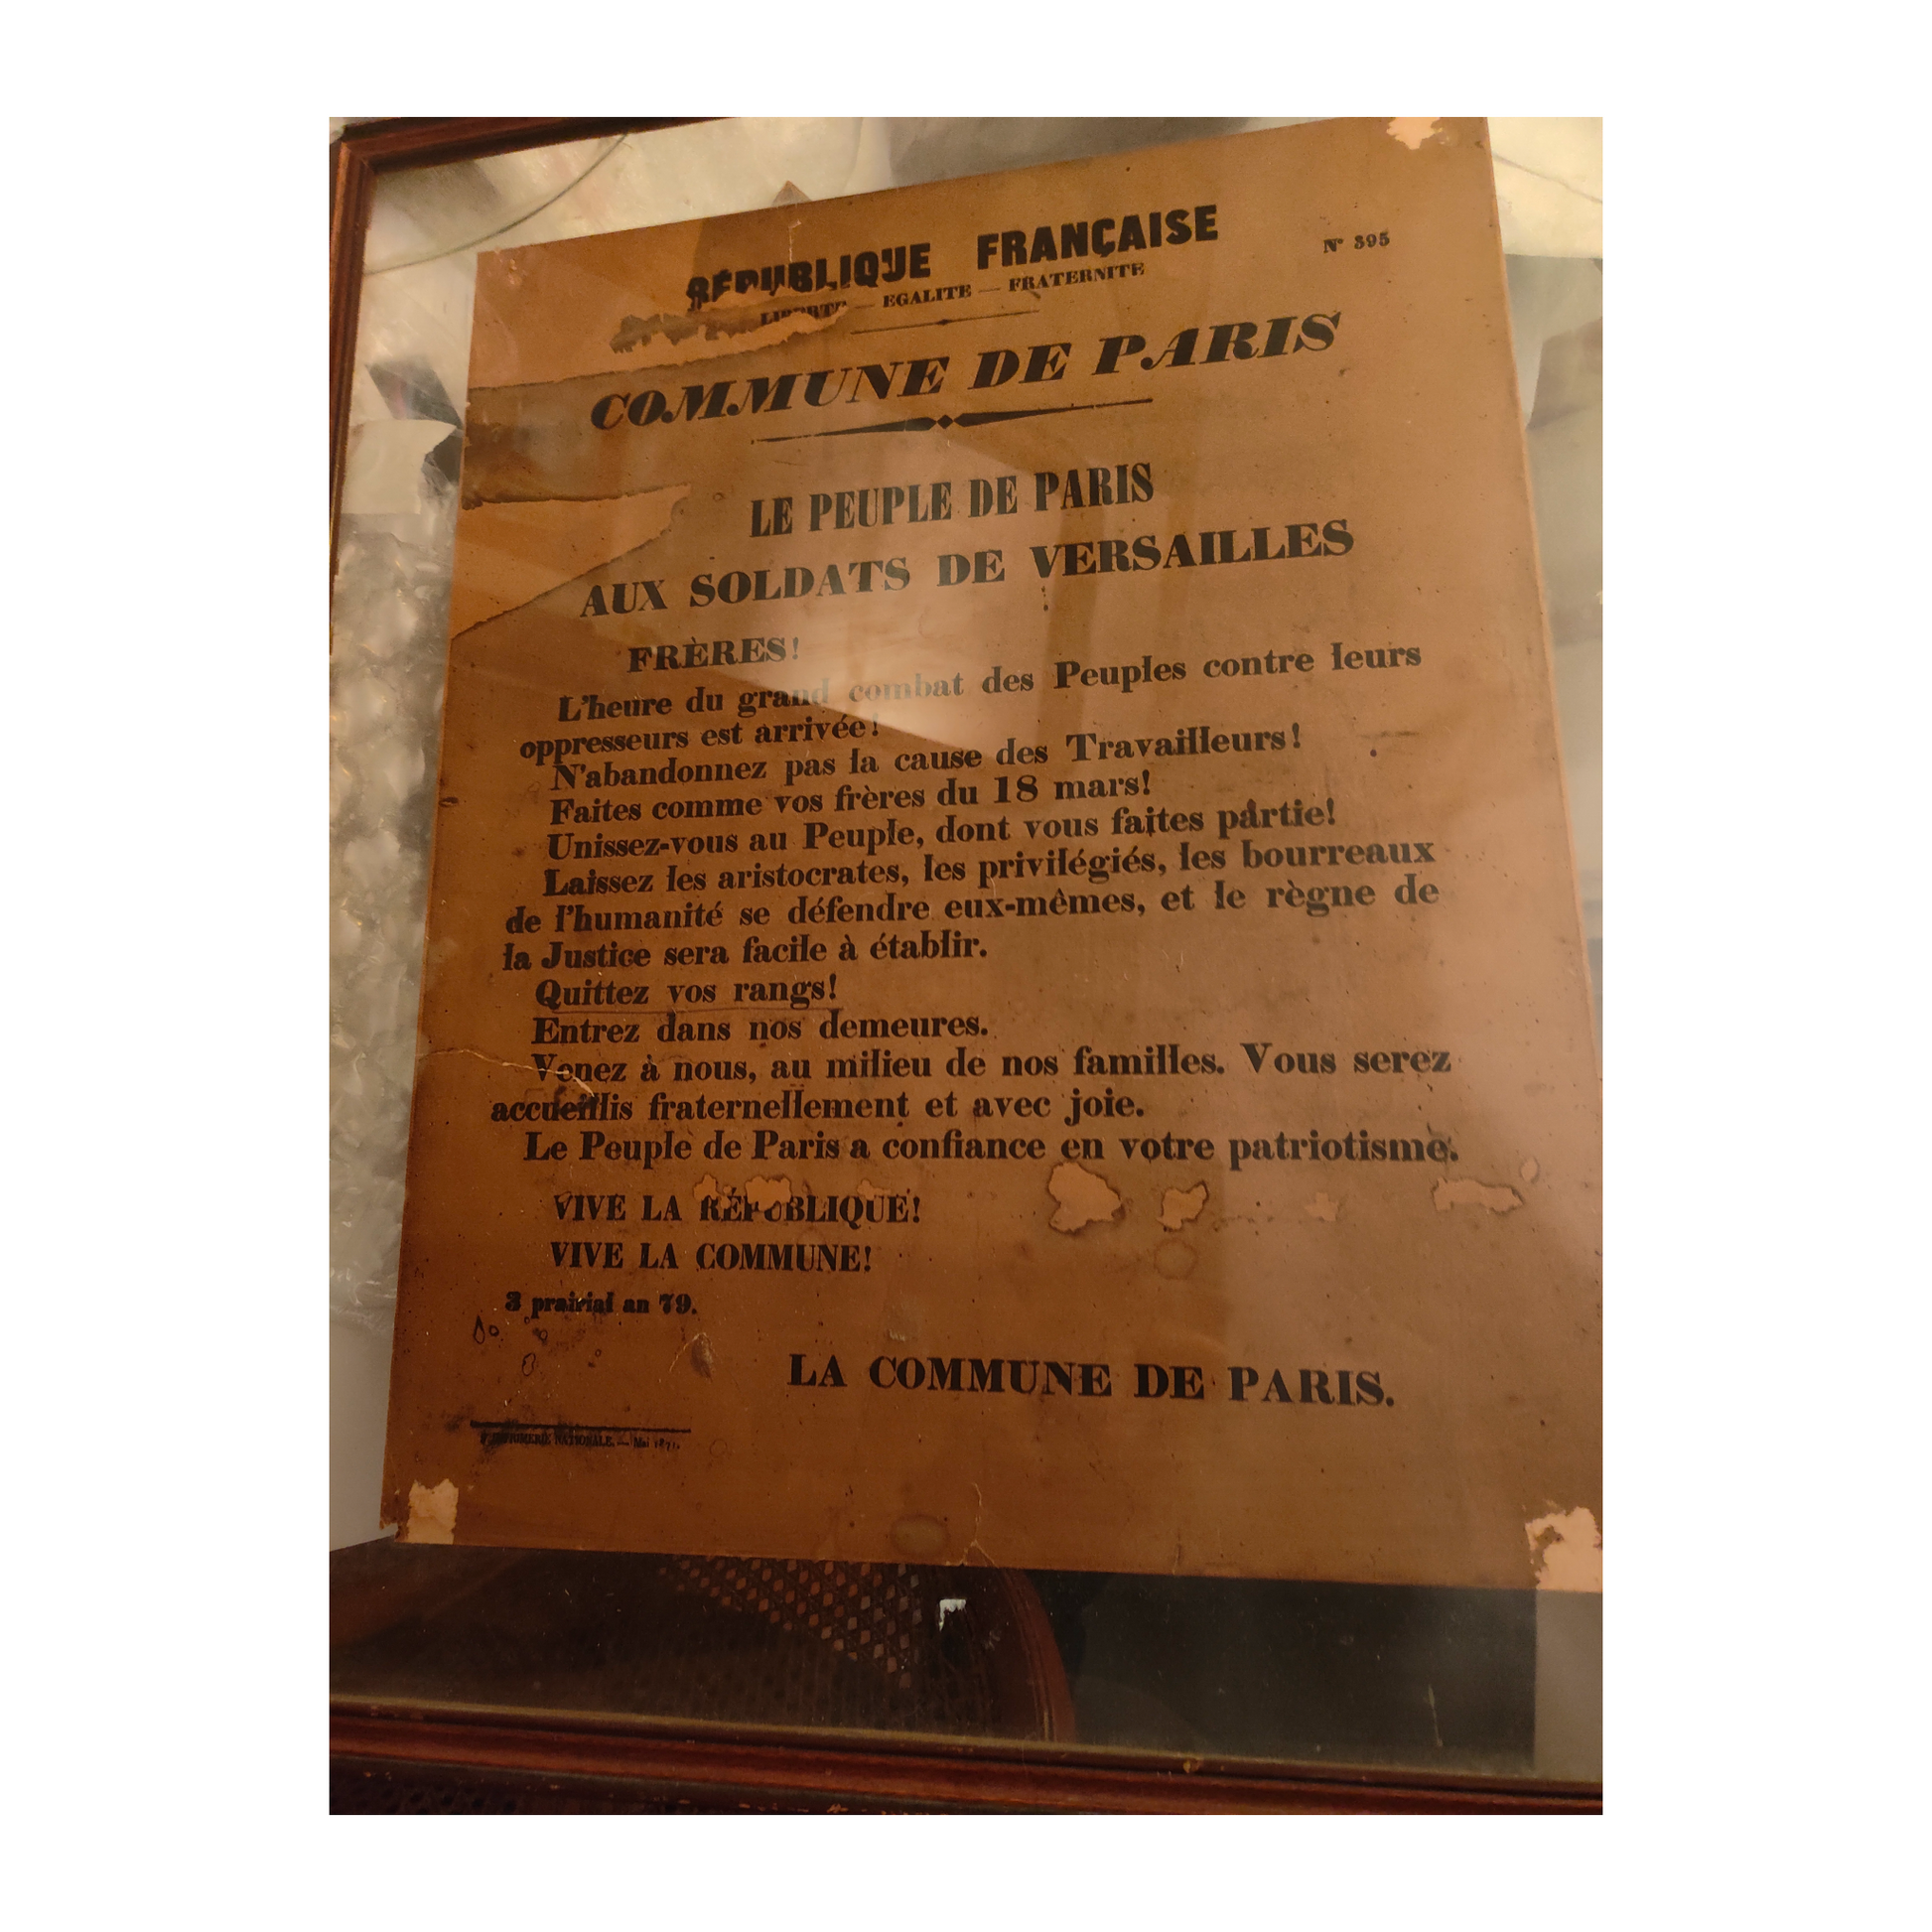 RÉPUBLIQUE FRANÇAISE
N° 395
LIBERTE — EGALITE — FRATERNITE
COMMUNE DE PARIS
LE PEUPLE DE PARIS
AUX SOLDATS DE VERSAILLES
FRÈRES!
L'heure du grand combat des Peuples contre leurs
oppresseurs est arrivée!
N'abandonnez pas la cause des Travailleurs!
Faites comme vos frères du 18 mars!
Unissez-vous au Peuple, dont vous faites partie!
Laissez les aristocrates, les privilégiés, les bourreaux
de l'humanité se défendre eux-mêmes, et le règne de
la Justice sera facile à établir.
Quittez vos rangs!
Entrez dans nos demeures.
Venez à nous, au milieu de nos familles. Vous serez
accueillis fraternellement et avec joie.
Le Peuple de Paris a confiance en votre patriotisme.
VIVE LA RÉPUBLIQUE!
VIVE LA COMMUNE!
3 prairial an 79.
LA COMMUNE DE PARIS.
IMPRIMERIE NATIONALE. — Mai 1871.